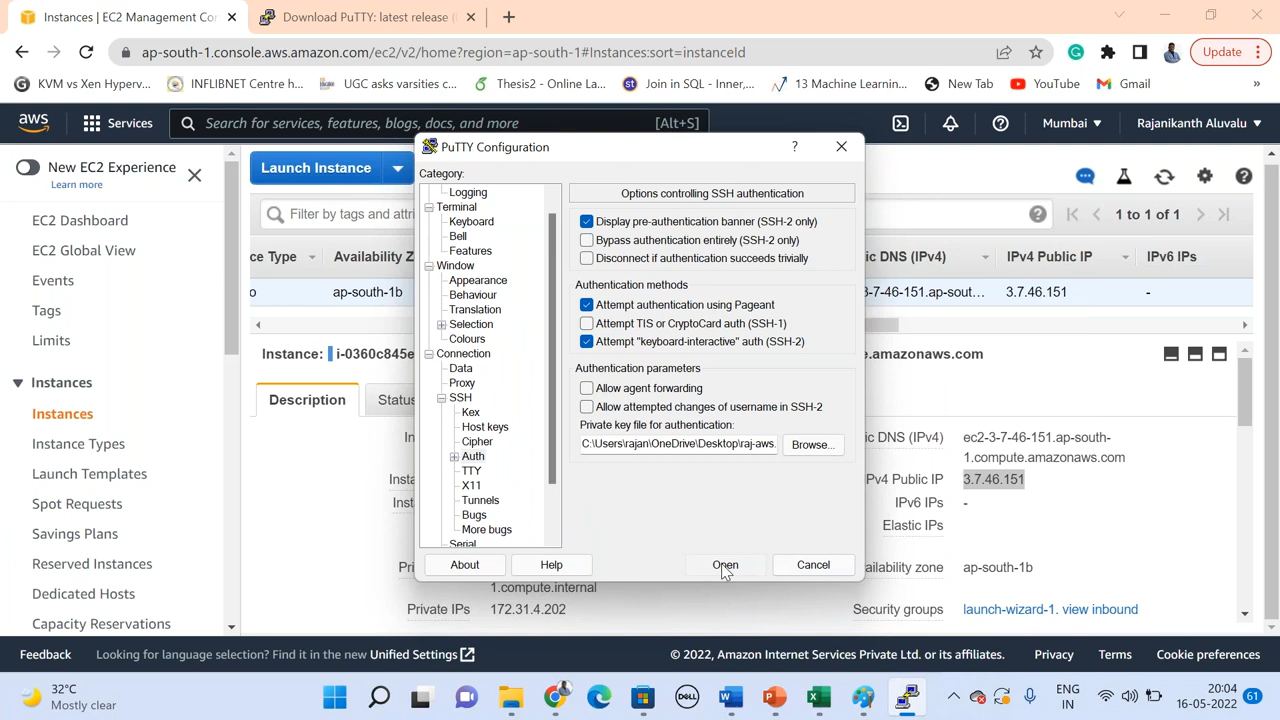 Instances | EC2 Management Con
Download PuTTY: latest release (
ap-south-1.console.aws.amazon.com/ec2/v2/home?region=ap-south-1#Instances:sort=instanceId
Update
KVM vs Xen Hyperv...
INFLIBNET Centre h...
UGC asks varsities c...
Thesis2 - Online La...
Join in SQL - Inner,...
13 Machine Learnin...
New Tab
YouTube
Gmail
»
aws
Services
Search for services, features, blogs, docs, and more
[Alt+S]
Mumbai
Rajanikanth Aluvalu
New EC2 Experience
Learn more
EC2 Dashboard
EC2 Global View
Events
Tags
Limits
Instances
Instances
Instance Types
Launch Templates
Spot Requests
Savings Plans
Reserved Instances
Dedicated Hosts
Capacity Reservations
Launch Instance
Filter by tags and attri
1 to 1 of 1
ce Type
Availability Z
ic DNS (IPv4)
IPv4 Public IP
IPv6 IPs
o
ap-south-1b
3-7-46-151.ap-sout...
3.7.46.151
-
Instance:
i-0360c845e
.amazonaws.com
Description
Status
PuTTY Configuration
?
Category:
Logging
Terminal
Keyboard
Bell
Features
Window
Appearance
Behaviour
Translation
Selection
Colours
Connection
Data
Proxy
SSH
Kex
Host keys
Cipher
Auth
TTY
X11
Tunnels
Bugs
More bugs
Serial
Options controlling SSH authentication
Display pre-authentication banner (SSH-2 only)
Bypass authentication entirely (SSH-2 only)
Disconnect if authentication succeeds trivially
Authentication methods
Attempt authentication using Pageant
Attempt TIS or CryptoCard auth (SSH-1)
Attempt "keyboard-interactive" auth (SSH-2)
Authentication parameters
Allow agent forwarding
Allow attempted changes of username in SSH-2
Private key file for authentication:
C:\Users\rajan\OneDrive\Desktop\raj-aws.
Browse...
About
Help
Open
Cancel
In
Insta
Inst
Pri
1.compute.internal
Private IPs
172.31.4.202
ic DNS (IPv4)
ec2-3-7-46-151.ap-south-
1.compute.amazonaws.com
Pv4 Public IP
3.7.46.151
IPv6 IPs
-
Elastic IPs
ailability zone
ap-south-1b
Security groups
launch-wizard-1. view inbound
Feedback
Looking for language selection? Find it in the new Unified Settings
© 2022, Amazon Internet Services Private Ltd. or its affiliates.
Privacy
Terms
Cookie preferences
32°C
Mostly clear
DELL
ENG
IN
20:04
16-05-2022
61